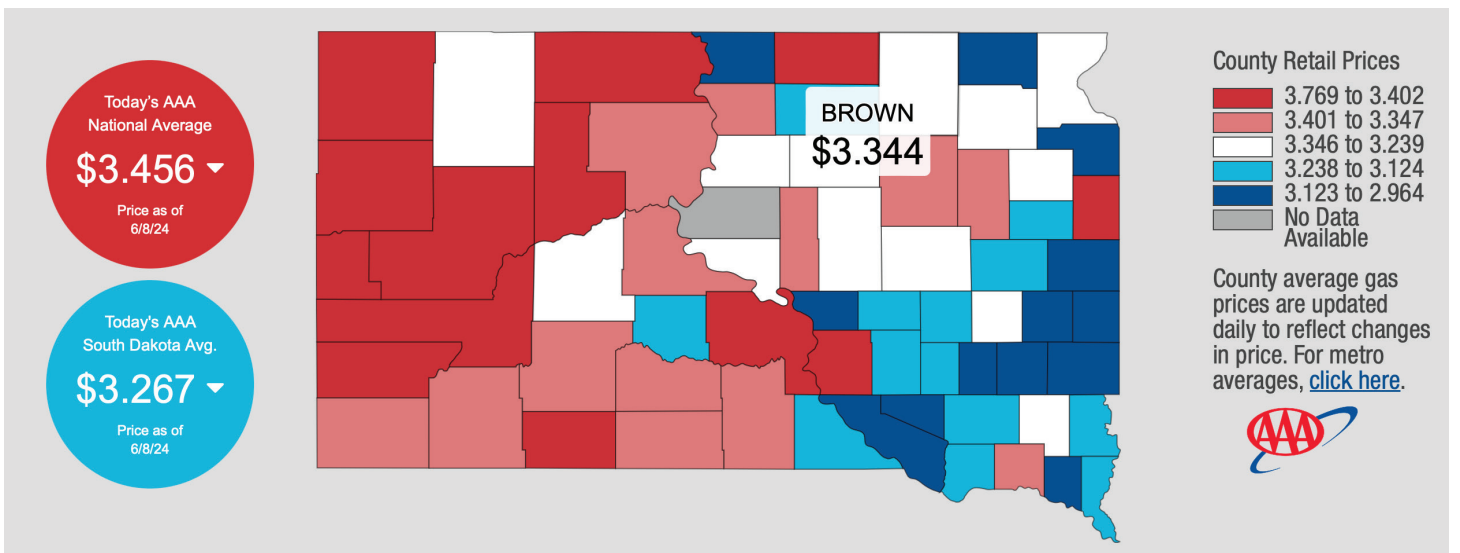 Today's AAA
National Average
$3.456
Price as of
6/8/24
Today's AAA
South Dakota Avg.
$3.267
Price as of
6/8/24
BROWN
$3.344
County Retail Prices
3.769 to 3.402
3.401 to 3.347
3.346 to 3.239
3.238 to 3.124
3.123 to 2.964
No Data
Available
County average gas
prices are updated
daily to reflect changes
in price. For metro
averages, click here.
AAA